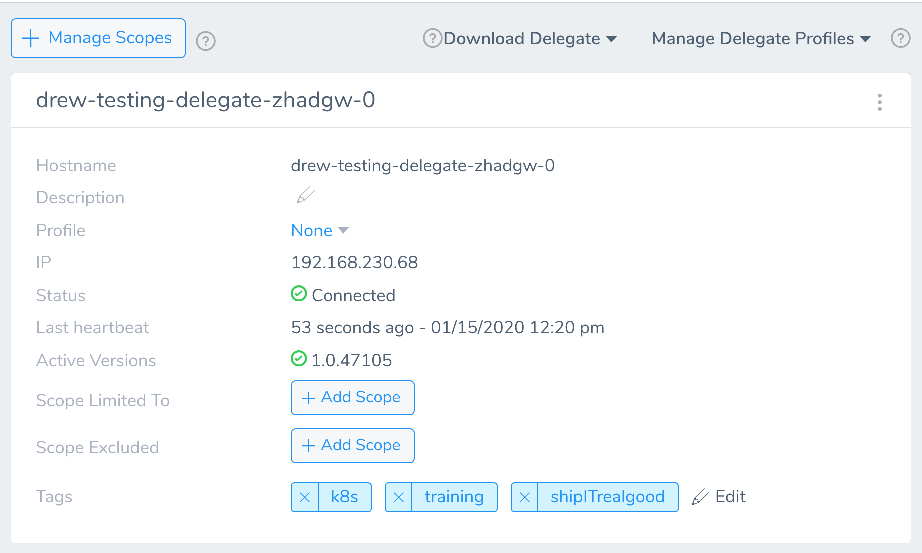 + Manage Scopes ? ? Download Delegate Manage Delegate Profiles ?
drew-testing-delegate-zhadgw-0
Hostname drew-testing-delegate-zhadgw-0
Description
Profile None
IP 192.168.230.68
Status Connected
Last heartbeat 53 seconds ago - 01/15/2020 12:20 pm
Active Versions 1.0.47105
Scope Limited To + Add Scope
Scope Excluded + Add Scope
Tags × k8s × training × shipITrealgood Edit